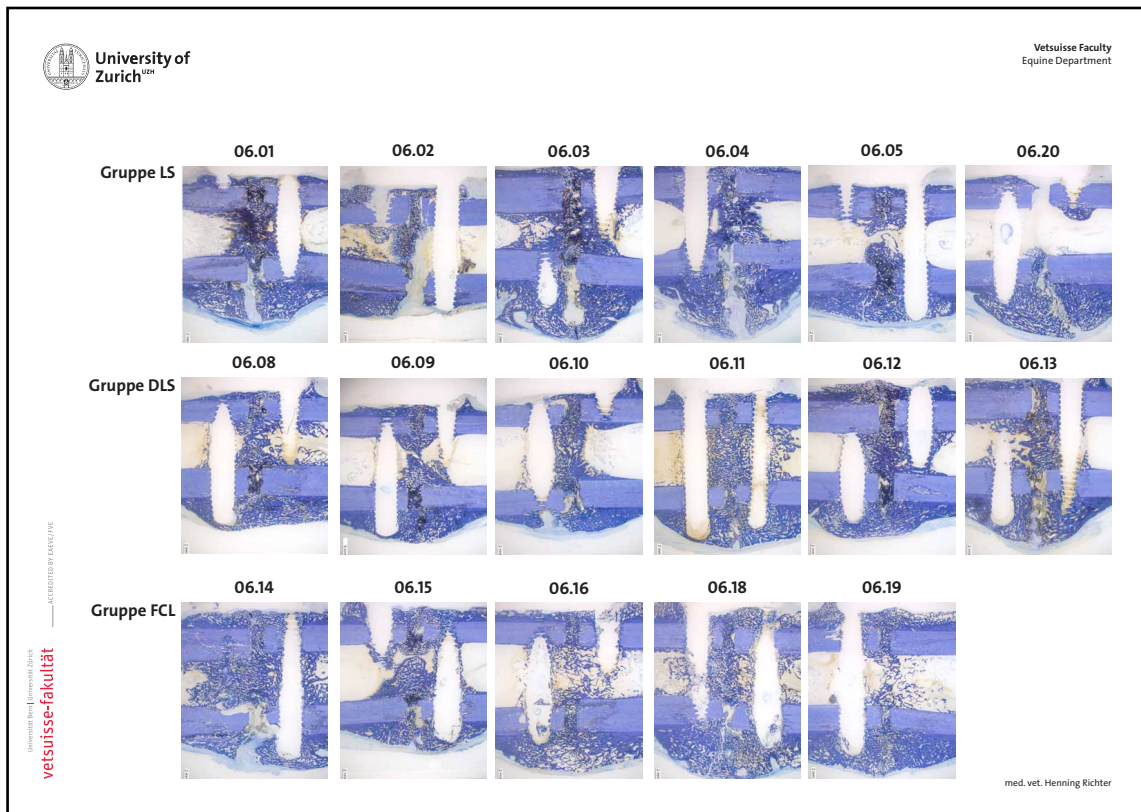 University of
Zurich UZH
Vetsuisse Faculty
Equine Department
06.01 06.02 06.03 06.04 06.05 06.20
Gruppe LS
06.08 06.09 06.10 06.11 06.12 06.13
Gruppe DLS
06.14 06.15 06.16 06.18 06.19
Gruppe FCL
Universität Bern | Universität Zürich
vetsuisse-fakultät
ACCREDITED BY EAEVE/FVE
med. vet. Henning Richter